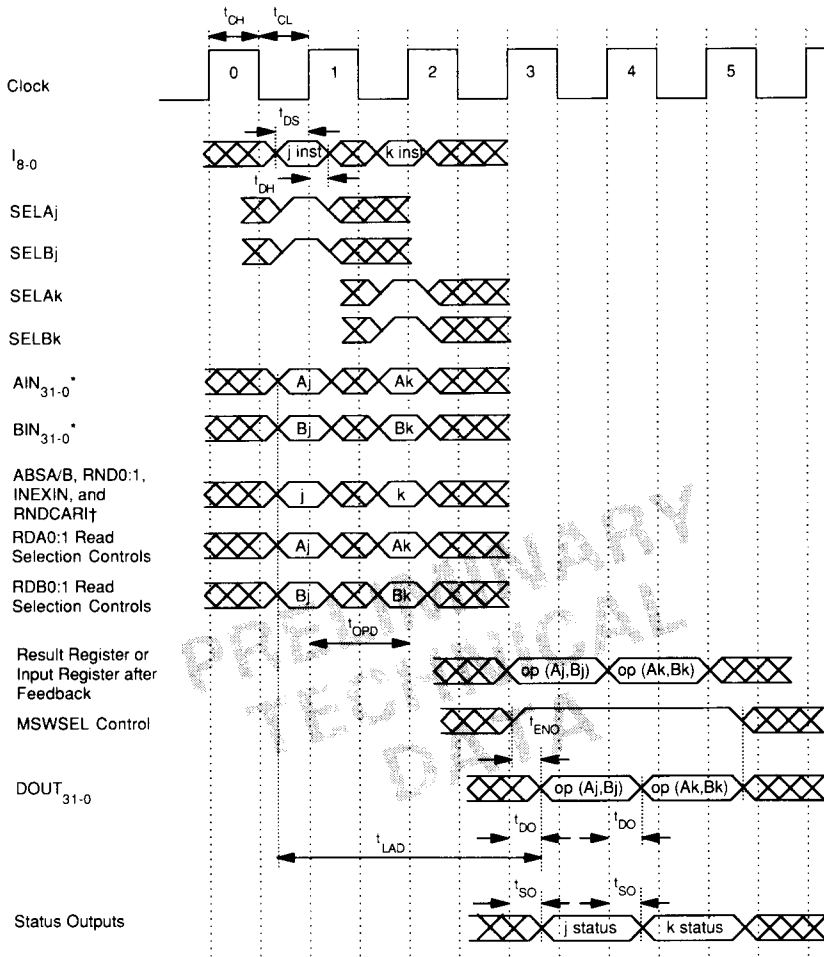 tCH tCL
Clock 0 1 2 3 4 5
tDS
I8-0 j inst k inst
tDH
SELAj
SELBj
SELAk
SELBk
AIN31-0* Aj Ak
BIN31-0* Bj Bk
ABSA/B, RND0:1,
INEXIN, and
RNDCARI† j k
RDA0:1 Read
Selection Controls Aj Ak
RDB0:1 Read
Selection Controls Bj Bk
tOPD
Result Register or
Input Register after
Feedback op (Aj,Bj) op (Ak,Bk)
MSWSEL Control
tENO
DOUT31-0 op (Aj,Bj) op (Ak,Bk)
tDO tDO
tLAD
tSO tSO
Status Outputs j status k status
PRELIMINARY
TECHNICAL
DATA